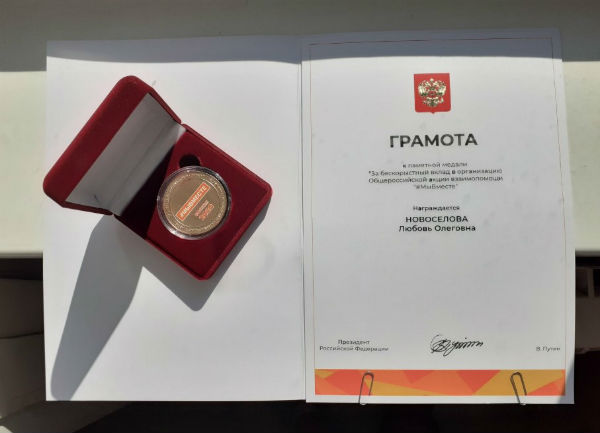 #МЫВМЕСТЕ
ГРАМОТА
к памятной медали
"За бескорыстный вклад в организацию
Общероссийской акции взаимопомощи
"#МыВместе"
Награждается
НОВОСЕЛОВА
Любовь Олеговна
Президент
Российской Федерации
В. Путин